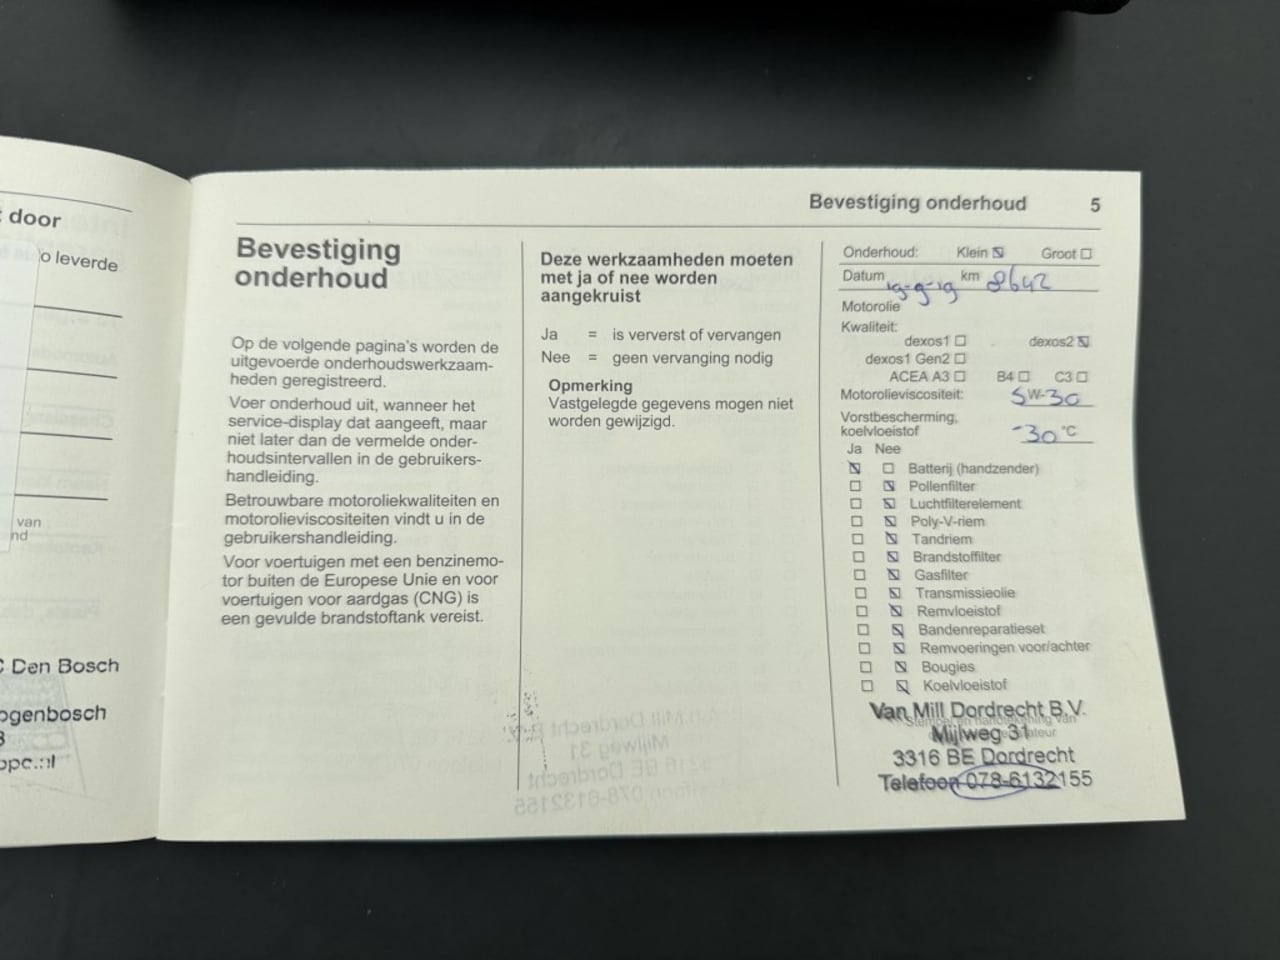 door
o leverde
van
nd
Den Bosch
ogenbosch
Bevestiging onderhoud 5
Bevestiging
onderhoud
Op de volgende pagina's worden de
uitgevoerde onderhoudswerkzaam-
heden geregistreerd.
Voer onderhoud uit, wanneer het
service-display dat aangeeft, maar
niet later dan de vermelde onder-
houdsintervallen in de gebruikers-
handleiding.
Betrouwbare motoroliekwaliteiten en
motorolieviscositeiten vindt u in de
gebruikershandleiding.
Voor voertuigen met een benzinemo-
tor buiten de Europese Unie en voor
voertuigen voor aardgas (CNG) is
een gevulde brandstoftank vereist.
Deze werkzaamheden moeten
met ja of nee worden
aangekruist
Ja = is ververst of vervangen
Nee = geen vervanging nodig
Opmerking
Vastgelegde gegevens mogen niet
worden gewijzigd.
Onderhoud: Klein Groot
Datum 19-9-19 km 8642
Motorolie
Kwaliteit:
dexos1 dexos2
dexos1 Gen2
ACEA A3 B4 C3
Motorolieviscositeit: 5W-30
Vorstbescherming,
koelvloeistof -30 °C
Ja Nee
Batterij (handzender)
Pollenfilter
Luchtfilterelement
Poly-V-riem
Tandriem
Brandstoffilter
Gasfilter
Transmissieolie
Remvloeistof
Bandenreparatieset
Remvoeringen voor/achter
Bougies
Koelvloeistof
Van Mill Dordrecht B.V.
Mijlweg 31
3316 BE Dordrecht
Telefoon 078-6132155